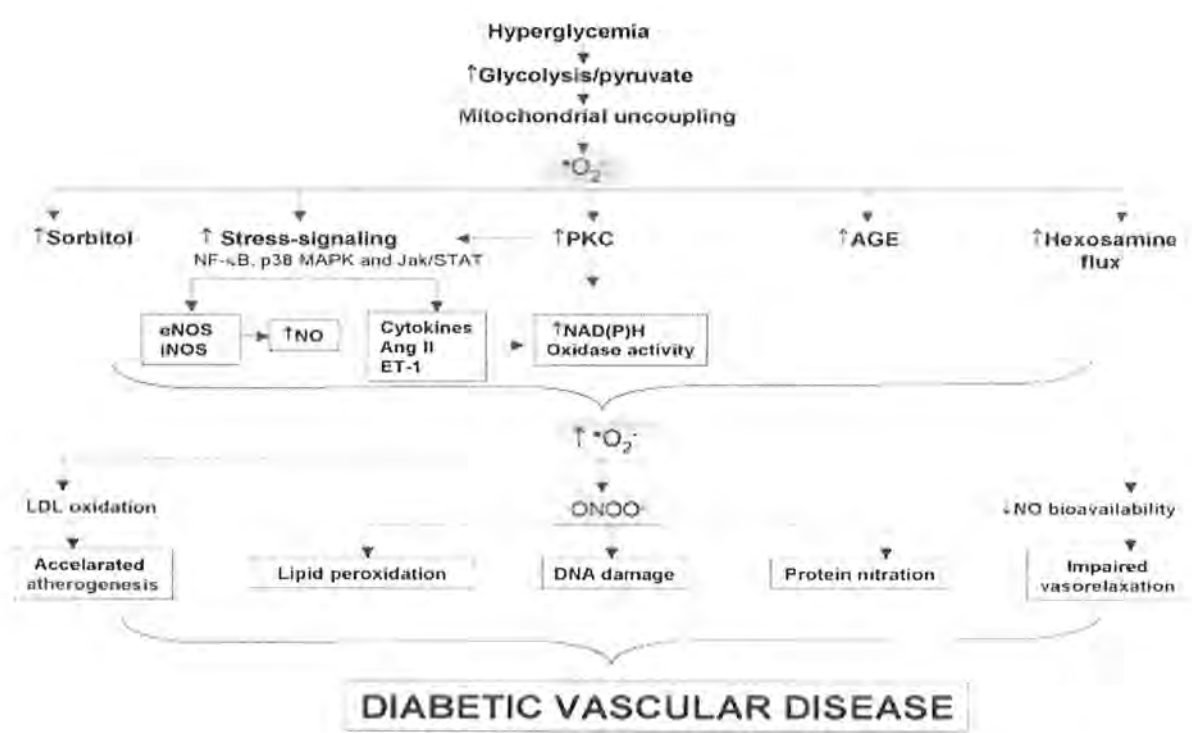 Hyperglycemia
↑Glycolysis/pyruvate
Mitochondrial uncoupling
•O₂⁻
↑Sorbitol
↑ Stress-signaling
NF-κB, p38 MAPK and Jak/STAT
↑PKC
↑AGE
↑Hexosamine
flux
eNOS
iNOS
↑NO
Cytokines
Ang II
ET-1
↑NAD(P)H
Oxidase activity
↑ •O₂⁻
LDL oxidation
ONOO⁻
↓NO bioavailability
Accelarated
atherogenesis
Lipid peroxidation
DNA damage
Protein nitration
Impaired
vasorelaxation
DIABETIC VASCULAR DISEASE